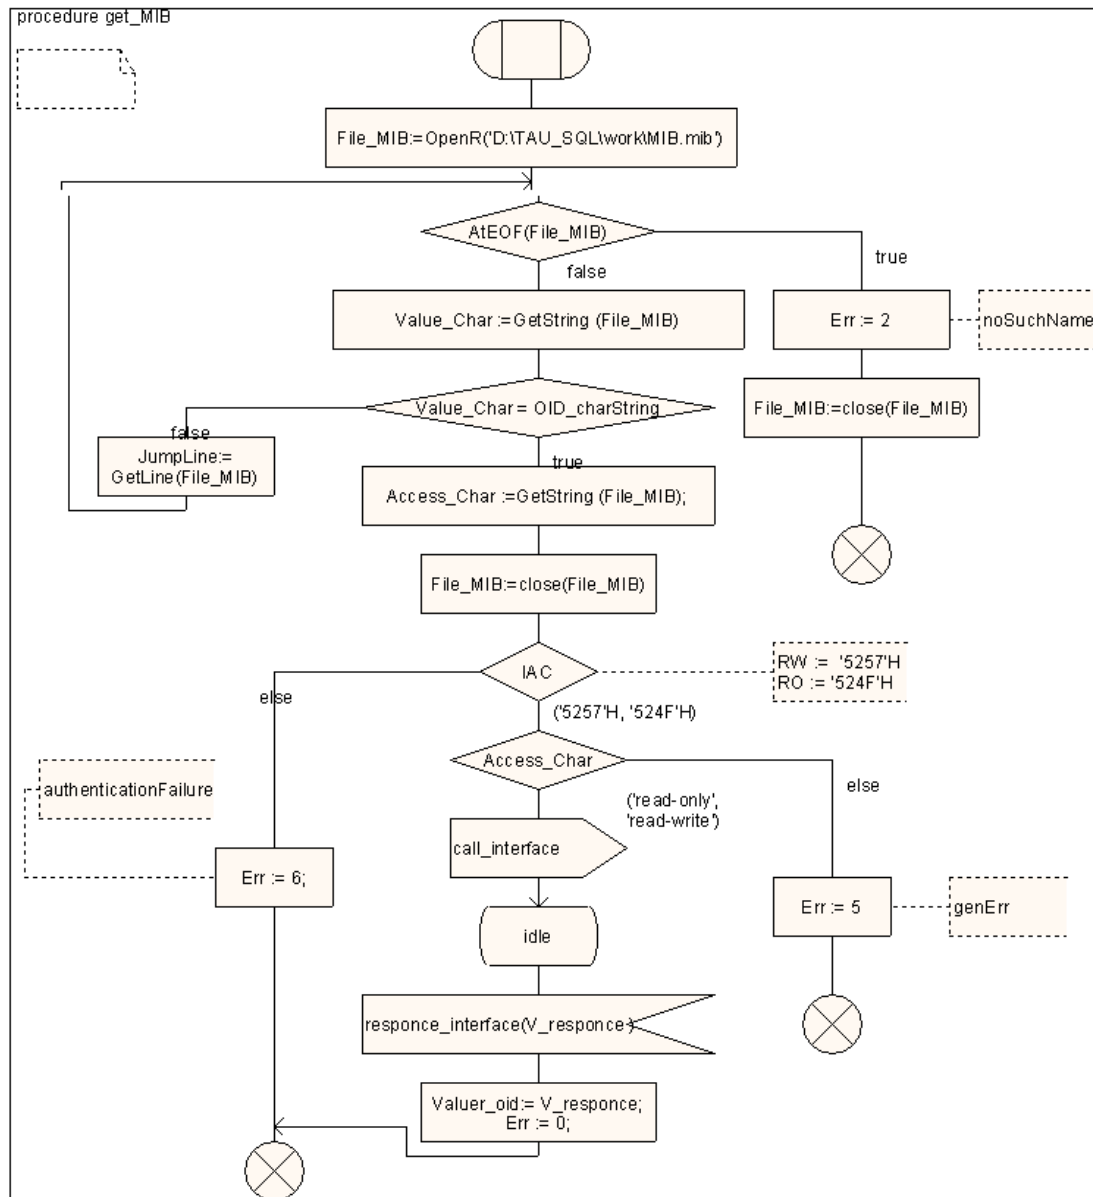 procedure get_MIB
File_MIB:=OpenR('D:\TAU_SQL\work\MIB.mib')
AtEOF(File_MIB)
true
false
Value_Char :=GetString (File_MIB)
Err := 2
noSuchName
Value_Char= OID_charString
File_MIB:=close(File_MIB)
false
JumpLine:=
GetLine(File_MIB)
true
Access_Char :=GetString (File_MIB);
File_MIB:=close(File_MIB)
IAC
RW := '5257'H
RO := '524F'H
else
('5257'H, '524F'H)
Access_Char
else
authenticationFailure
('read-only',
'read-write')
call_interface
Err := 6;
Err := 5
genErr
idle
responce_interface(V_responce)
Valuer_oid:= V_responce;
Err := 0;